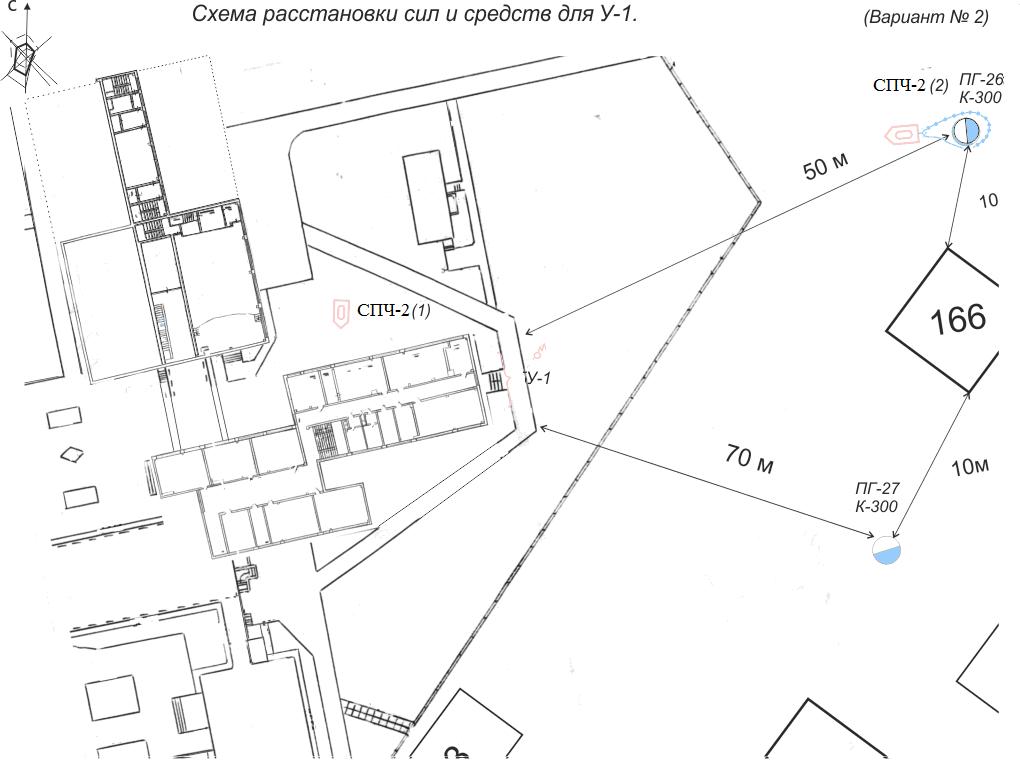 С
Схема расстановки сил и средств для У-1.
(Вариант № 2)
СПЧ-2 (2)
ПГ-26
К-300
50 м
10
166
СПЧ-2 (1)
У-1
70 м
10м
ПГ-27
К-300